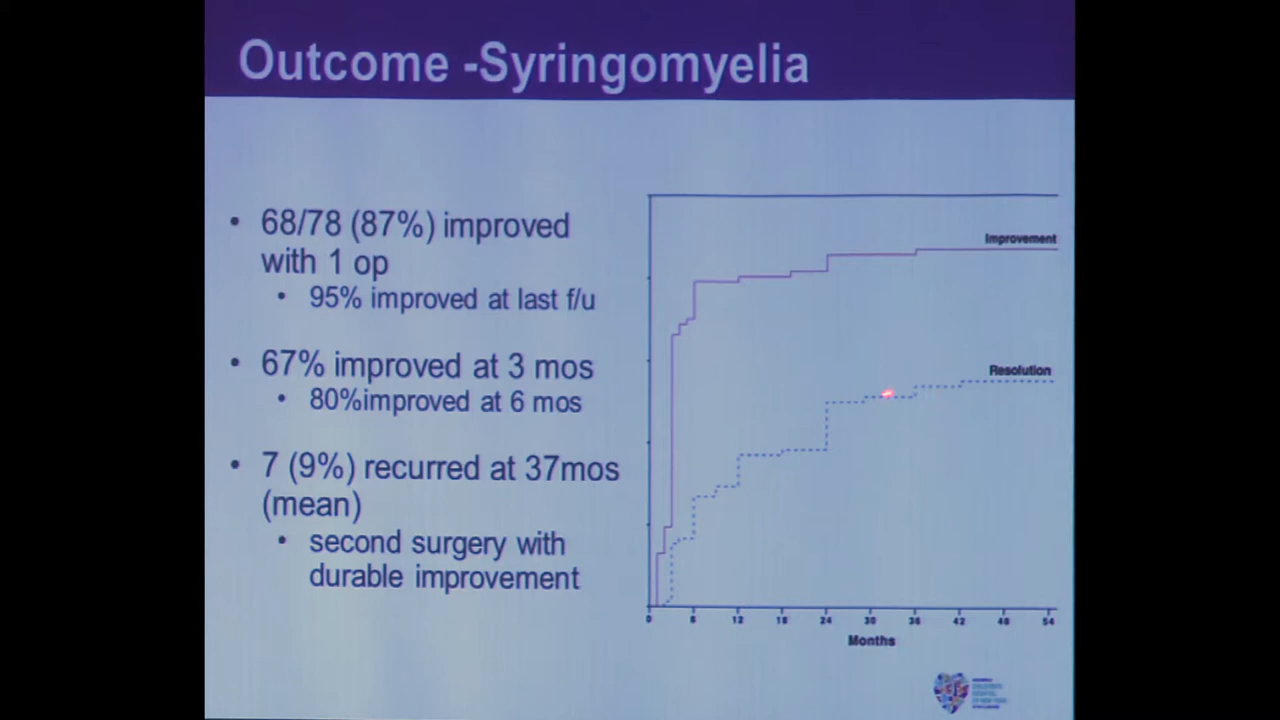 Outcome -Syringomyelia
• 68/78 (87%) improved
with 1 op
• 95% improved at last f/u
• 67% improved at 3 mos
• 80%improved at 6 mos
• 7 (9%) recurred at 37mos
(mean)
• second surgery with
durable improvement
Improvement
Resolution
0 6 12 18 24 30 36 42 48 54
Months